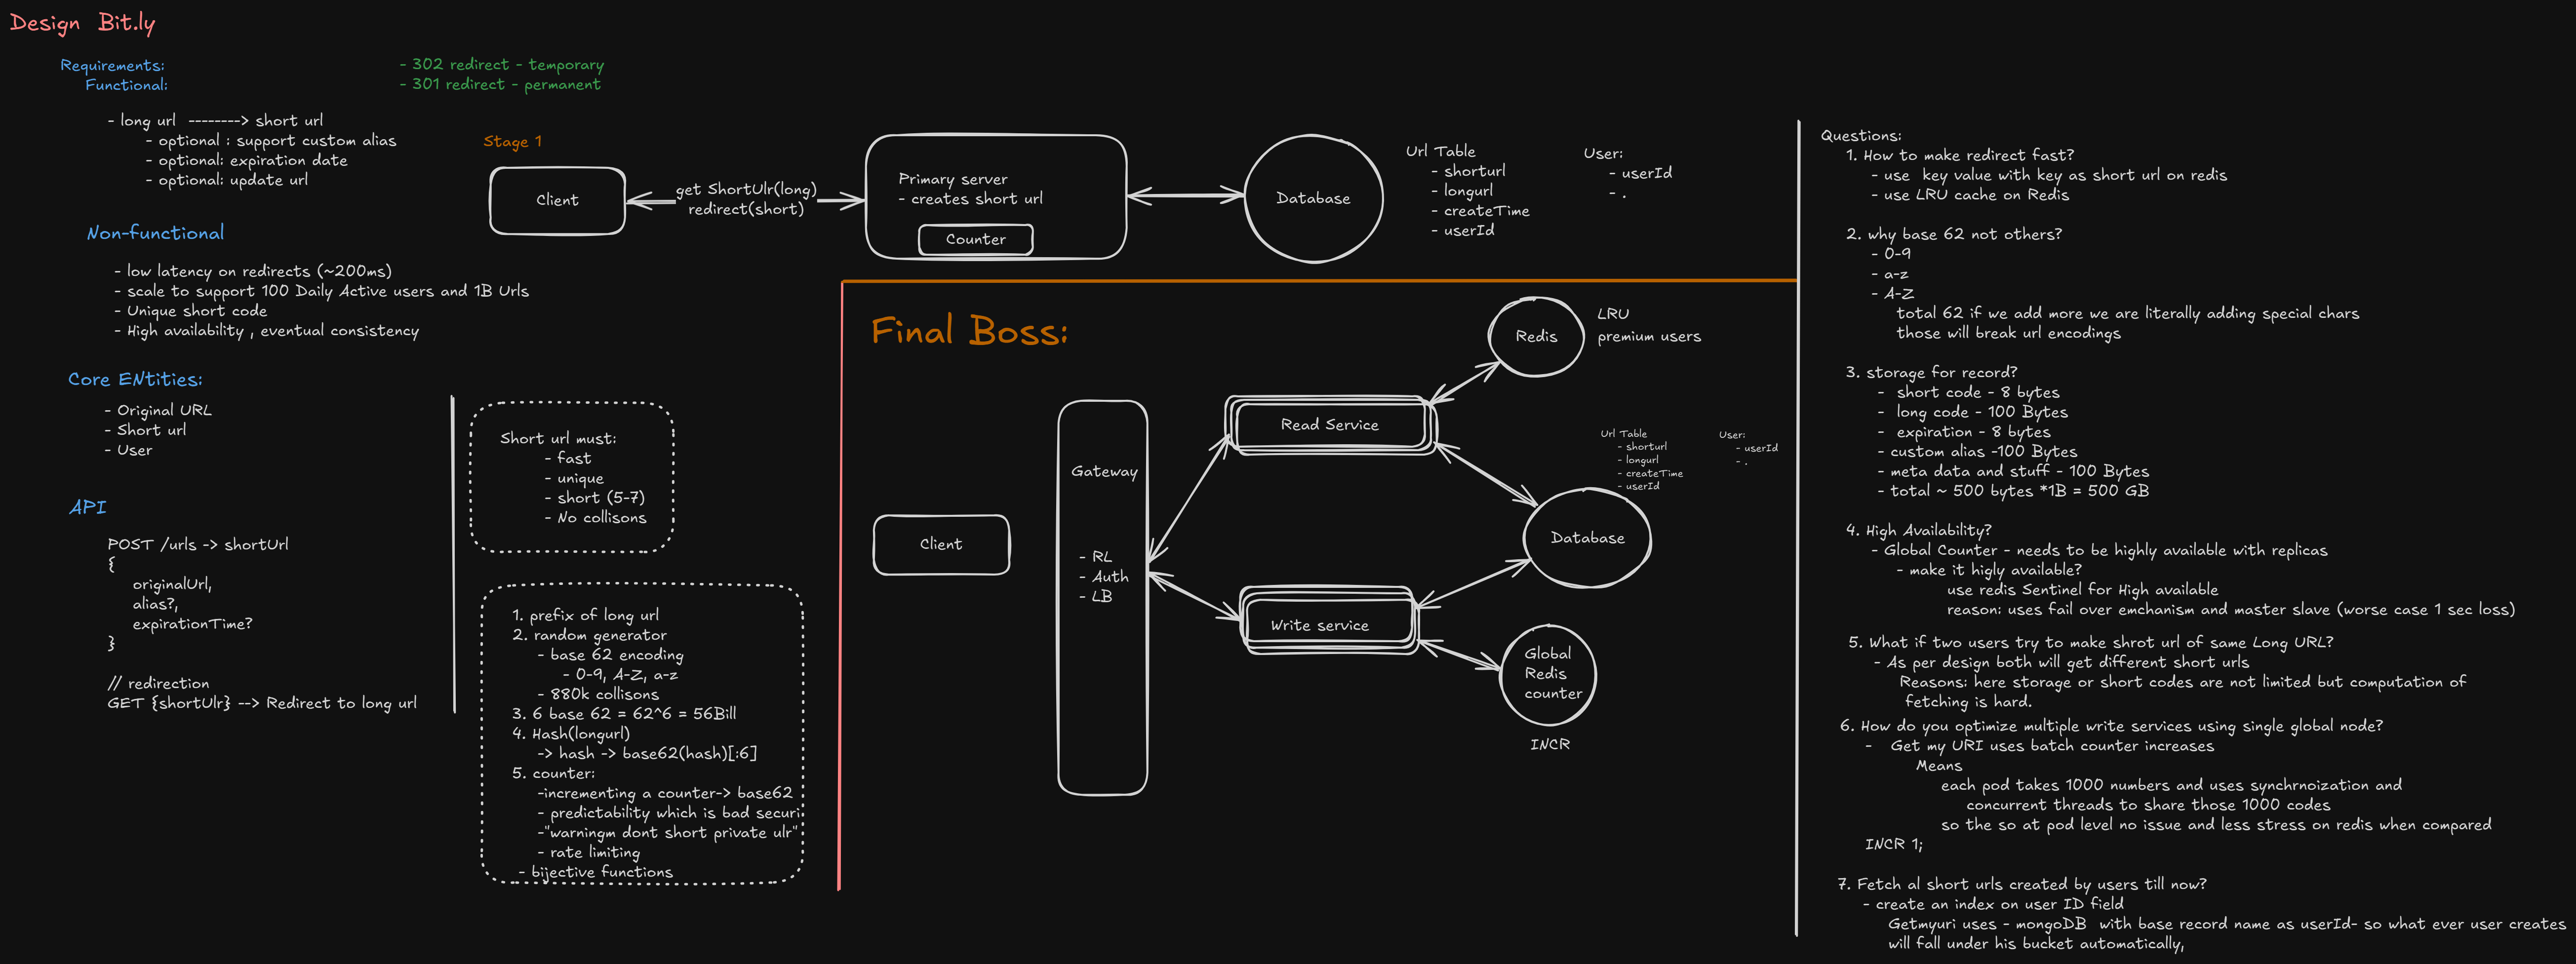 Design Bit.ly
Requirements:
Functional:
- long url --------> short url
- optional : support custom alias
- optional: expiration date
- optional: update url
- 302 redirect - temporary
- 301 redirect - permanent
Non-functional
- low latency on redirects (~200ms)
- scale to support 100 Daily Active users and 1B Urls
- Unique short code
- High availability , eventual consistency
Core ENtities:
- Original URL
- Short url
- User
API
POST /urls -> shortUrl
{
originalUrl,
alias?,
expirationTime?
}
// redirection
GET {shortUlr} --> Redirect to long url
Short url must:
- fast
- unique
- short (5-7)
- No collisons
1. prefix of long url
2. random generator
- base 62 encoding
- 0-9, A-Z, a-z
- 880k collisons
3. 6 base 62 = 62^6 = 56Bill
4. Hash(longurl)
-> hash -> base62(hash)[:6]
5. counter:
-incrementing a counter-> base62
- predictability which is bad securi
-"warningm dont short private ulr"
- rate limiting
- bijective functions
Stage 1
Client
get ShortUlr(long)
redirect(short)
Primary server
- creates short url
Counter
Database
Url Table
- shorturl
- longurl
- createTime
- userId
User:
- userId
- .
Final Boss:
Client
Gateway
- RL
- Auth
- LB
Read Service
Write service
Redis
LRU
premium users
Url Table
- shorturl
- longurl
- createTime
- userId
User:
- userId
- .
Database
Global
Redis
counter
INCR
Questions:
1. How to make redirect fast?
- use key value with key as short url on redis
- use LRU cache on Redis
2. why base 62 not others?
- 0-9
- a-z
- A-Z
total 62 if we add more we are literally adding special chars
those will break url encodings
3. storage for record?
- short code - 8 bytes
- long code - 100 Bytes
- expiration - 8 bytes
- custom alias -100 Bytes
- meta data and stuff - 100 Bytes
- total ~ 500 bytes *1B = 500 GB
4. High Availability?
- Global Counter - needs to be highly available with replicas
- make it higly available?
use redis Sentinel for High available
reason: uses fail over emchanism and master slave (worse case 1 sec loss)
5. What if two users try to make shrot url of same Long URL?
- As per design both will get different short urls
Reasons: here storage or short codes are not limited but computation of
fetching is hard.
6. How do you optimize multiple write services using single global node?
- Get my URI uses batch counter increases
Means
each pod takes 1000 numbers and uses synchrnoization and
concurrent threads to share those 1000 codes
so the so at pod level no issue and less stress on redis when compared
INCR 1;
7. Fetch al short urls created by users till now?
- create an index on user ID field
Getmyuri uses - mongoDB with base record name as userId- so what ever user creates
will fall under his bucket automatically,